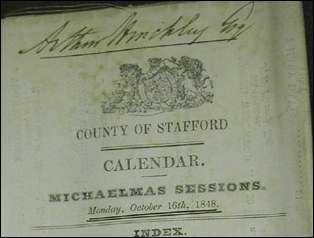 Arthur Hinckley Esq
COUNTY OF STAFFORD
CALENDAR.
MICHAELMAS SESSIONS.
Monday, October 16th, 1848.
INDEX.